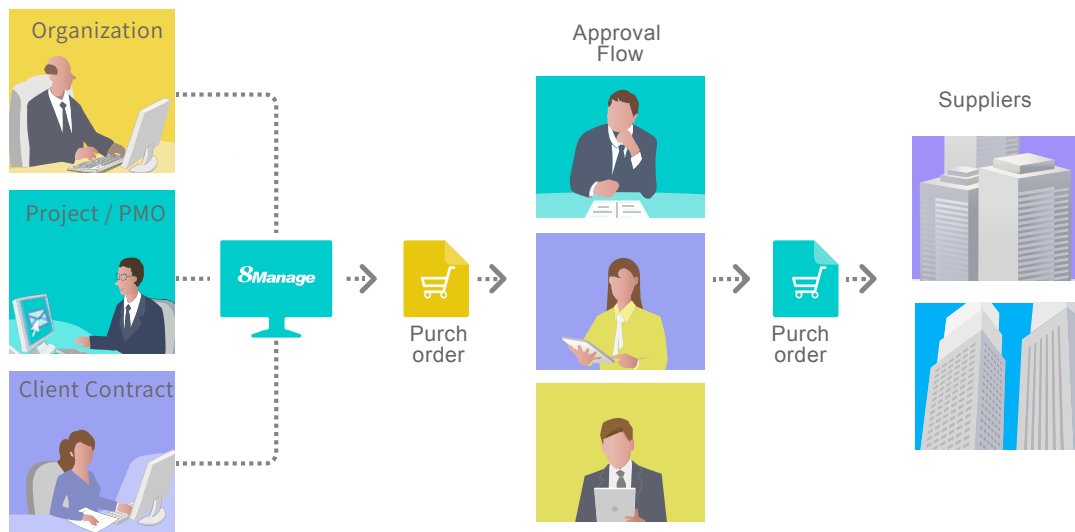 Organization
Project / PMO
Client Contract
8Manage
Purch
order
Approval
Flow
Purch
order
Suppliers